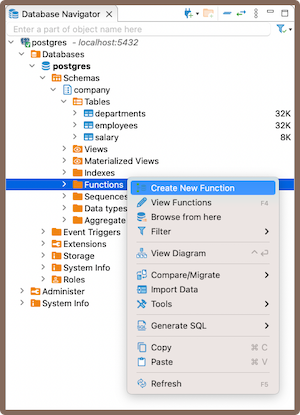 Database Navigator
Enter a part of object name here
postgres - localhost:5432
Databases
postgres
Schemas
company
Tables
departments 32K
employees 32K
salary 8K
Views
Materialized Views
Indexes
Functions
Sequences
Data types
Aggregate
Event Triggers
Extensions
Storage
System Info
Roles
Administer
System Info
Create New Function
View Functions F4
Browse from here
Filter
View Diagram
Compare/Migrate
Import Data
Tools
Generate SQL
Copy ⌘ C
Paste ⌘ V
Refresh F5